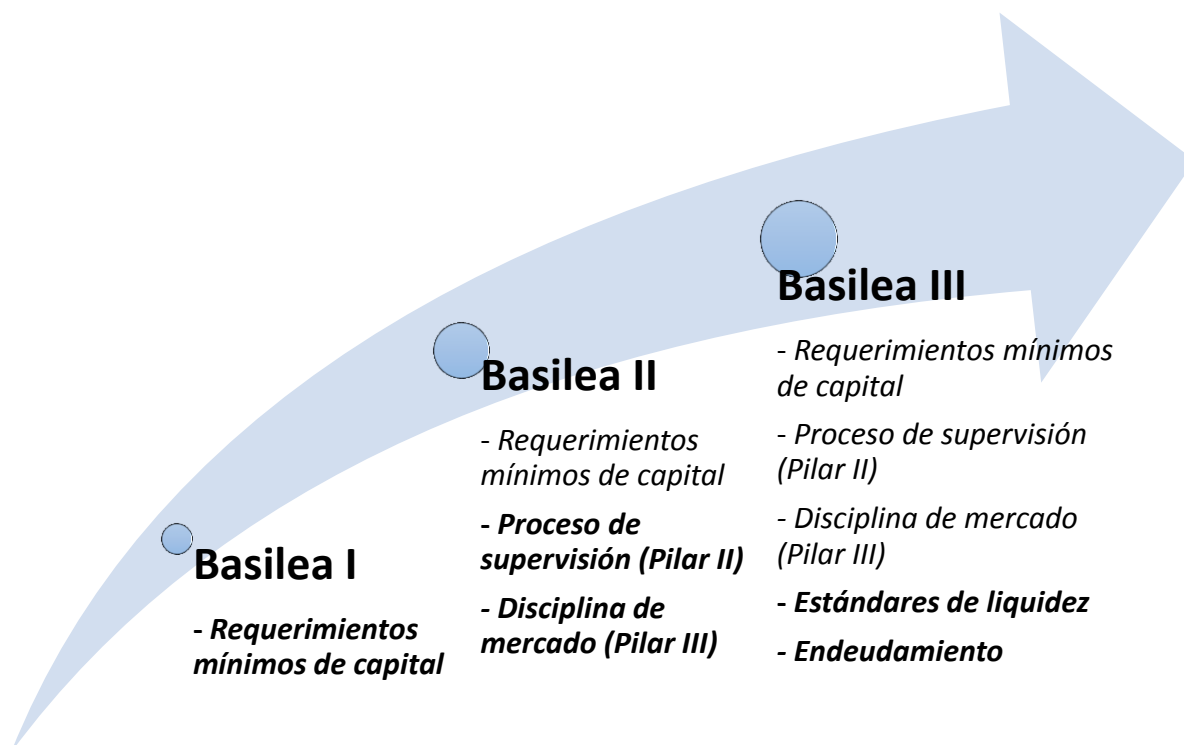 Basilea I
- Requerimientos
mínimos de capital
Basilea II
- Requerimientos
mínimos de capital
- Proceso de
supervisión (Pilar II)
- Disciplina de
mercado (Pilar III)
Basilea III
- Requerimientos mínimos
de capital
- Proceso de supervisión
(Pilar II)
- Disciplina de mercado
(Pilar III)
- Estándares de liquidez
- Endeudamiento